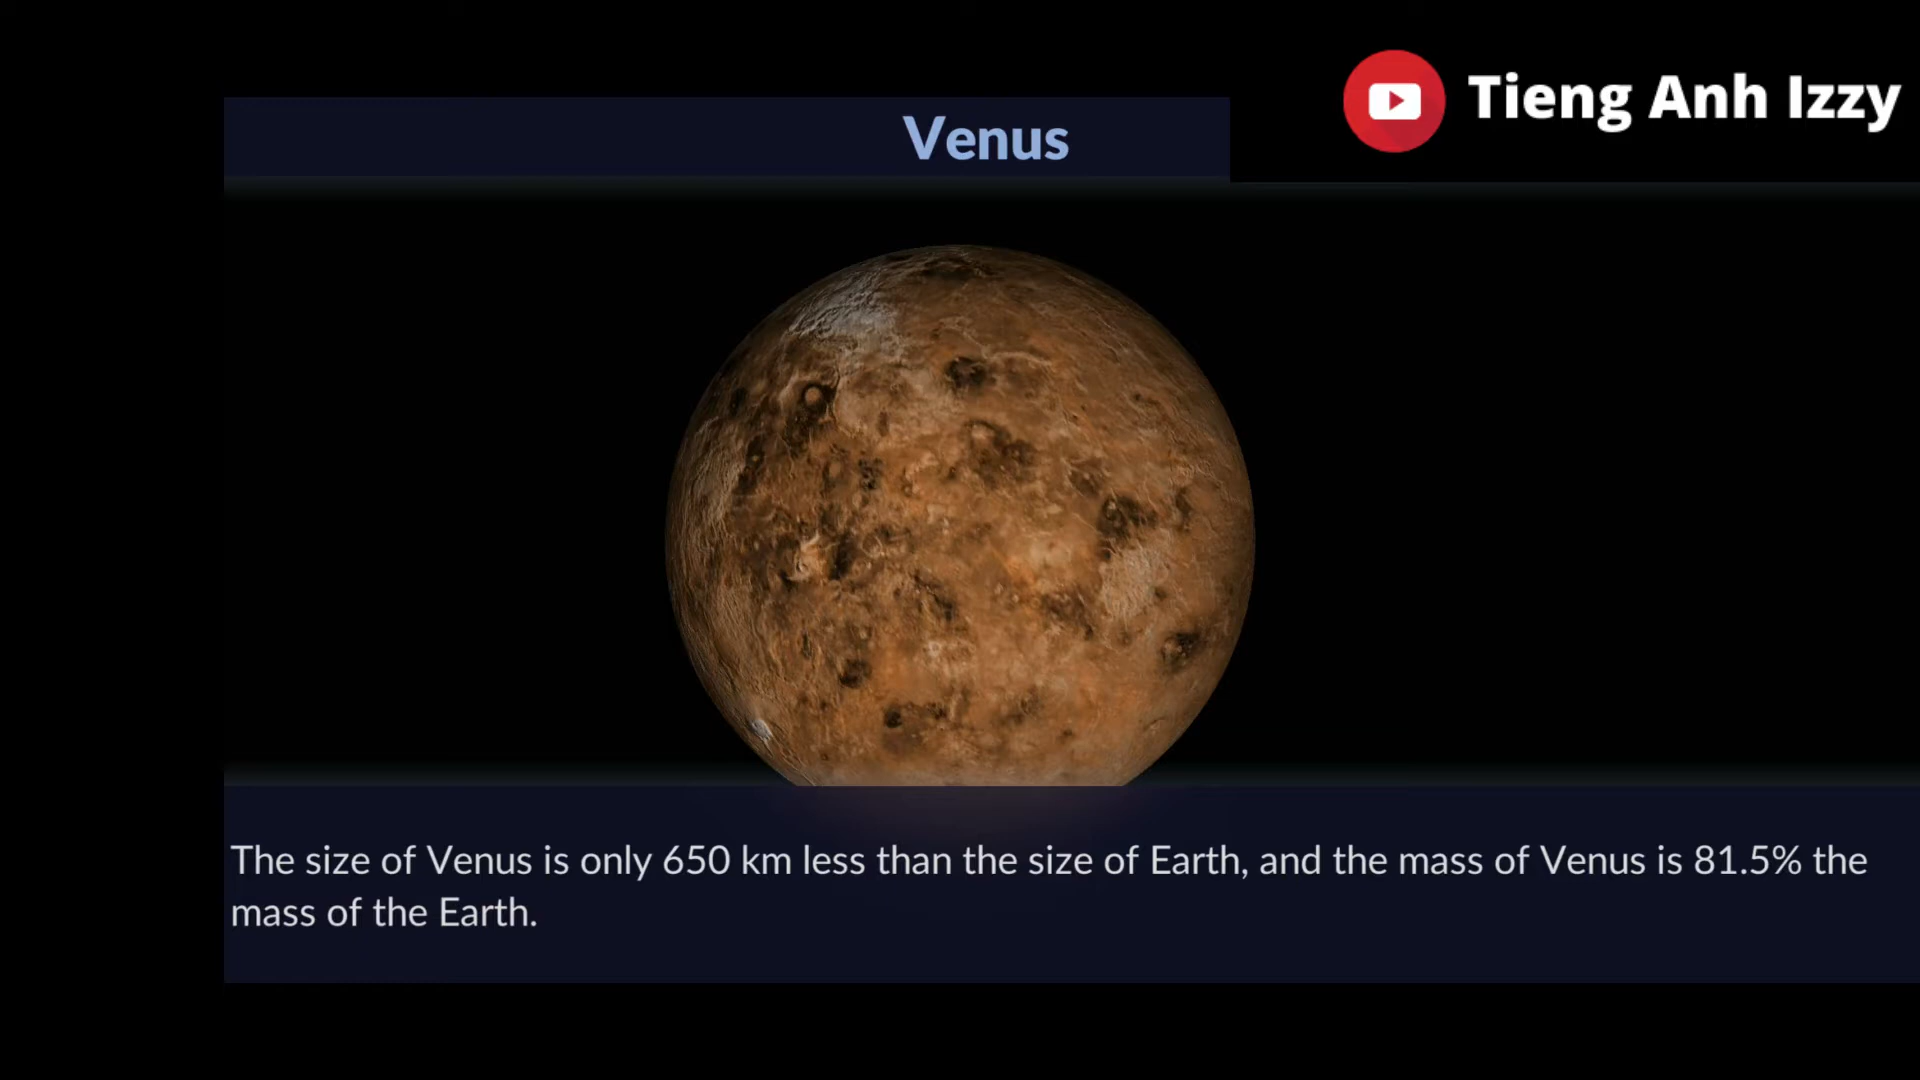 Tieng Anh Izzy
Venus
The size of Venus is only 650 km less than the size of Earth, and the mass of Venus is 81.5% the
mass of the Earth.